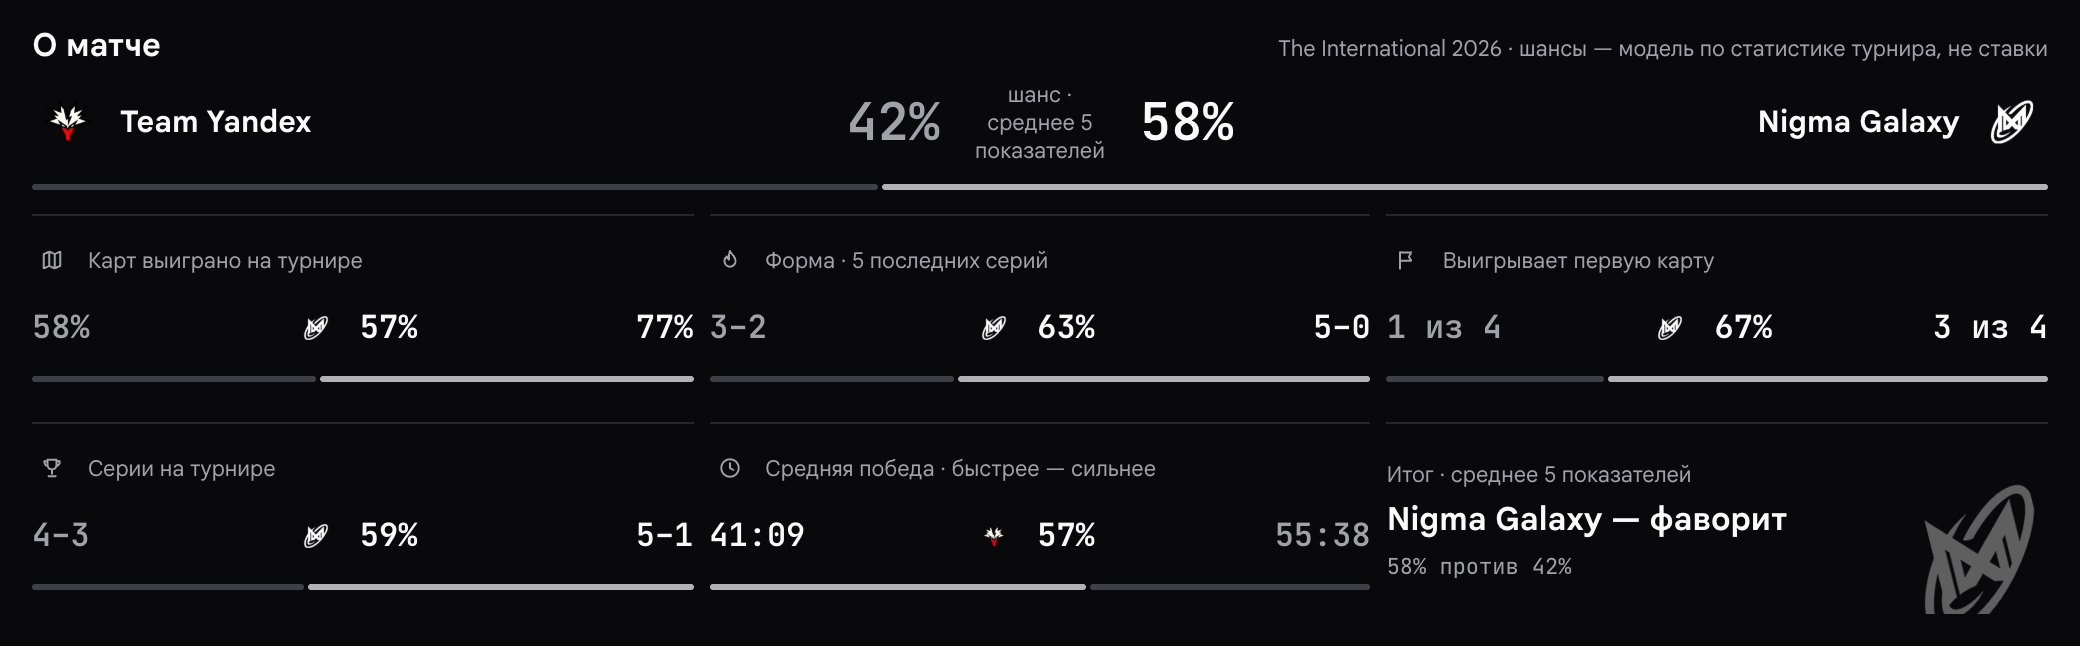 О матче
The International 2026 · шансы — модель по статистике турнира, не ставки
Team Yandex
42%
шанс ·
среднее 5
показателей
58%
Nigma Galaxy
Карт выиграно на турнире
58%
57%
77%
Форма · 5 последних серий
3–2
63%
5–0
Выигрывает первую карту
1 из 4
67%
3 из 4
Серии на турнире
4–3
59%
5–1
Средняя победа · быстрее — сильнее
41:09
57%
55:38
Итог · среднее 5 показателей
Nigma Galaxy — фаворит
58% против 42%